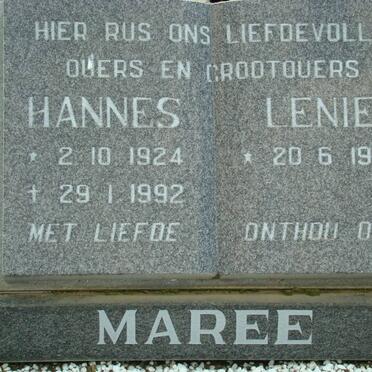 HIER RUS ONS LIEFDEVOLL
OUERS EN GROOTOUERS
HANNES LENIE
* 2.10.1924 * 20.6.19
† 29.1.1992
MET LIEFDE ONTHOU O
MAREE